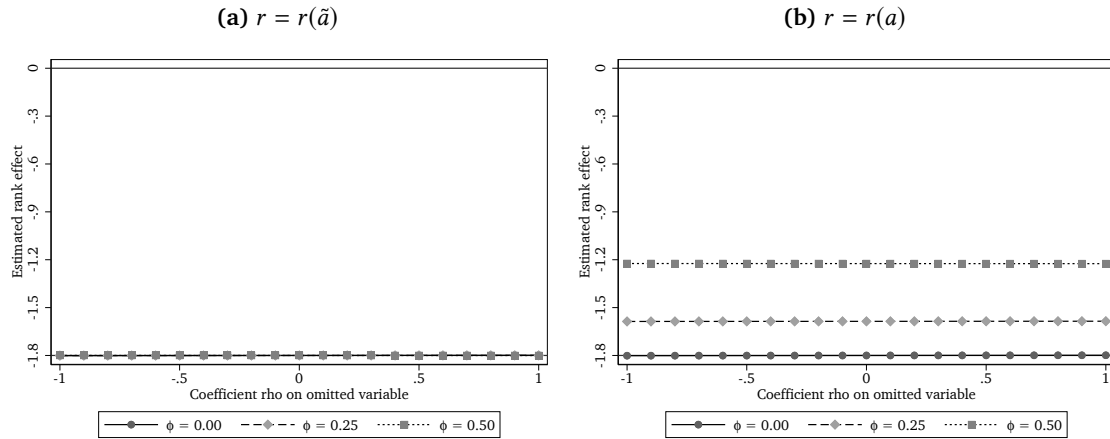 (a) r = r(ã)
Estimated rank effect
0
-.3
-.6
-.9
-1.2
-1.5
-1.8
-1
-.5
0
.5
1
Coefficient rho on omitted variable
ϕ = 0.00
ϕ = 0.25
ϕ = 0.50
(b) r = r(a)
Estimated rank effect
0
-.3
-.6
-.9
-1.2
-1.5
-1.8
-1
-.5
0
.5
1
Coefficient rho on omitted variable
ϕ = 0.00
ϕ = 0.25
ϕ = 0.50